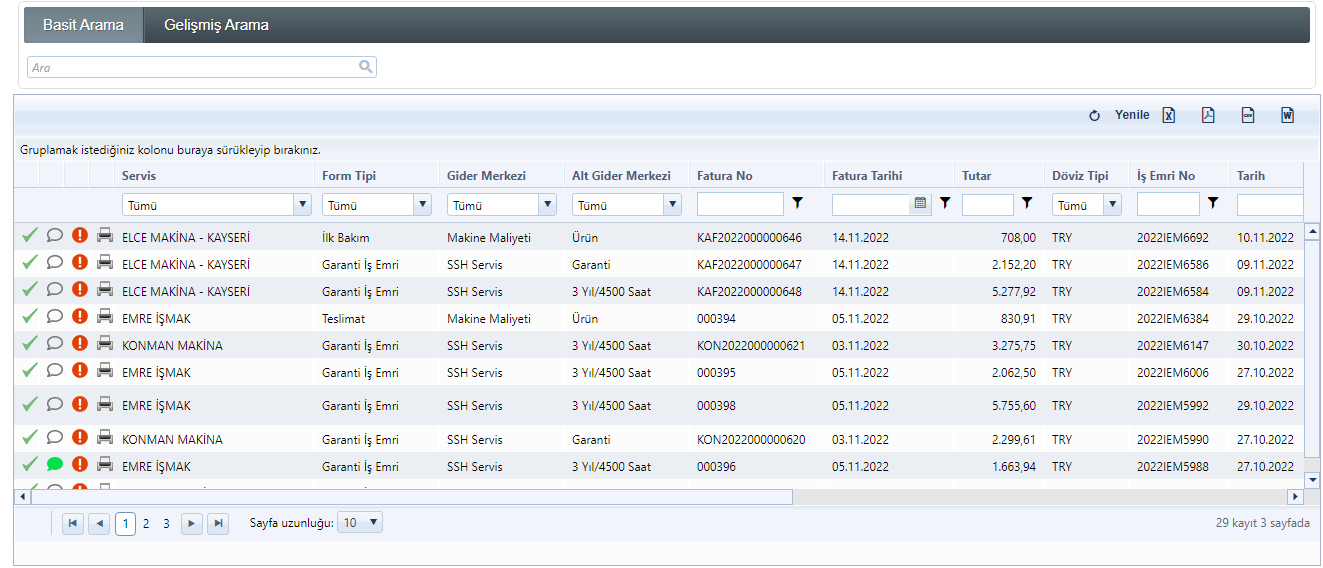 Basit Arama Gelişmiş Arama
Ara
Yenile
Gruplamak istediğiniz kolonu buraya sürükleyip bırakınız.
Servis Form Tipi Gider Merkezi Alt Gider Merkezi Fatura No Fatura Tarihi Tutar Döviz Tipi İş Emri No Tarih
Tümü Tümü Tümü Tümü Tümü
ELCE MAKİNA - KAYSERİ İlk Bakım Makine Maliyeti Ürün KAF2022000000646 14.11.2022 708,00 TRY 2022IEM6692 10.11.2022
ELCE MAKİNA - KAYSERİ Garanti İş Emri SSH Servis Garanti KAF2022000000647 14.11.2022 2.152,20 TRY 2022IEM6586 09.11.2022
ELCE MAKİNA - KAYSERİ Garanti İş Emri SSH Servis 3 Yıl/4500 Saat KAF2022000000648 14.11.2022 5.277,92 TRY 2022IEM6584 09.11.2022
EMRE İŞMAK Teslimat Makine Maliyeti Ürün 000394 05.11.2022 830,91 TRY 2022IEM6384 29.10.2022
KONMAN MAKİNA Garanti İş Emri SSH Servis 3 Yıl/4500 Saat KON2022000000621 03.11.2022 3.275,75 TRY 2022IEM6147 30.10.2022
EMRE İŞMAK Garanti İş Emri SSH Servis 3 Yıl/4500 Saat 000395 05.11.2022 2.062,50 TRY 2022IEM6006 27.10.2022
EMRE İŞMAK Garanti İş Emri SSH Servis 3 Yıl/4500 Saat 000398 05.11.2022 5.755,60 TRY 2022IEM5992 29.10.2022
KONMAN MAKİNA Garanti İş Emri SSH Servis Garanti KON2022000000620 03.11.2022 2.299,61 TRY 2022IEM5990 27.10.2022
EMRE İŞMAK Garanti İş Emri SSH Servis 3 Yıl/4500 Saat 000396 05.11.2022 1.663,94 TRY 2022IEM5988 27.10.2022
1 2 3 Sayfa uzunluğu: 10 29 kayıt 3 sayfada